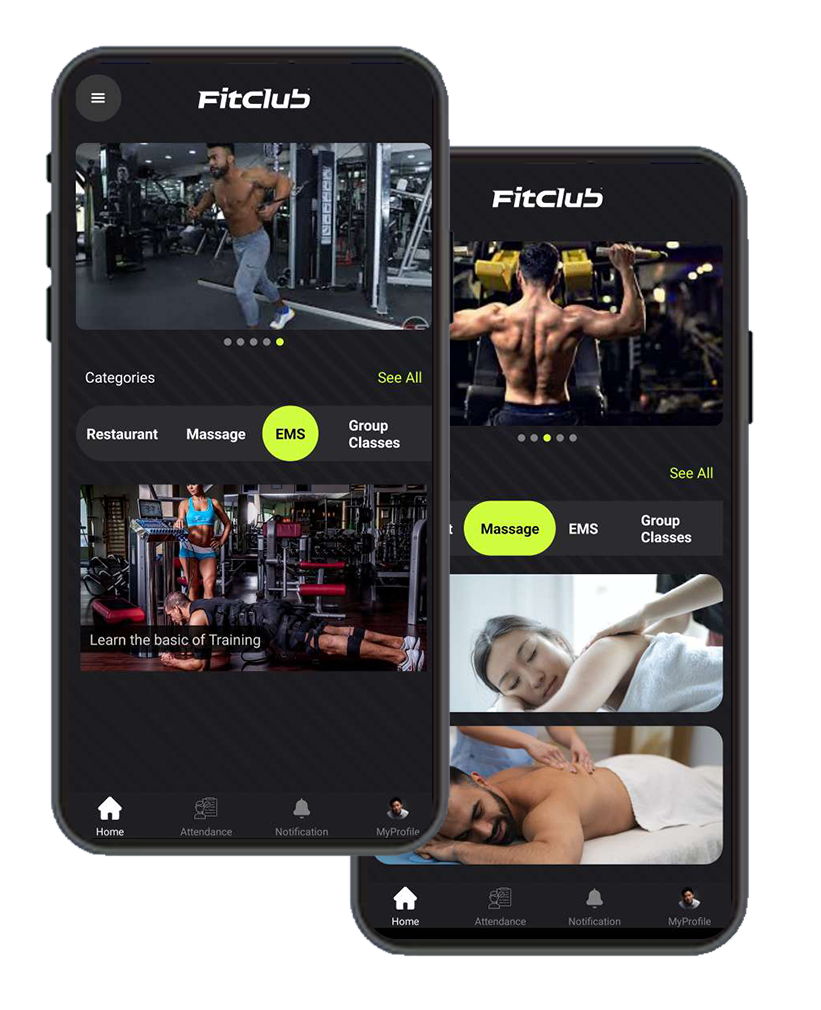 FitClub
Categories
See All
Restaurant
Massage
EMS
Group
Classes
Learn the basic of Training
Home
Attendance
Notification
MyProfile
FitClub
See All
t
Massage
EMS
Group
Classes
Home
Attendance
Notification
MyProfile